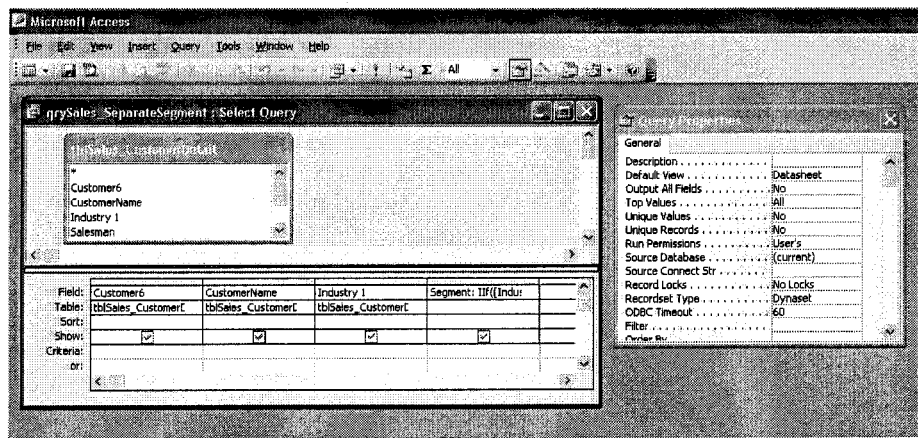 Microsoft Access
File Edit View Insert Query Tools Window Help
Σ All
qrySales_SeparateSegment : Select Query
tblSales_CustomerDetail
*
Customer6
CustomerName
Industry 1
Salesman
Field: Customer6 CustomerName Industry 1 Segment: IIf([Indu
Table: tblSales_Customer tblSales_Customer tblSales_Customer
Sort:
Show:
Criteria:
or:
Query Properties
General
Description
Default View Datasheet
Output All Fields No
Top Values All
Unique Values No
Unique Records No
Run Permissions User's
Source Database (current)
Source Connect Str
Record Locks No Locks
Recordset Type Dynaset
ODBC Timeout 60
Filter
Order By